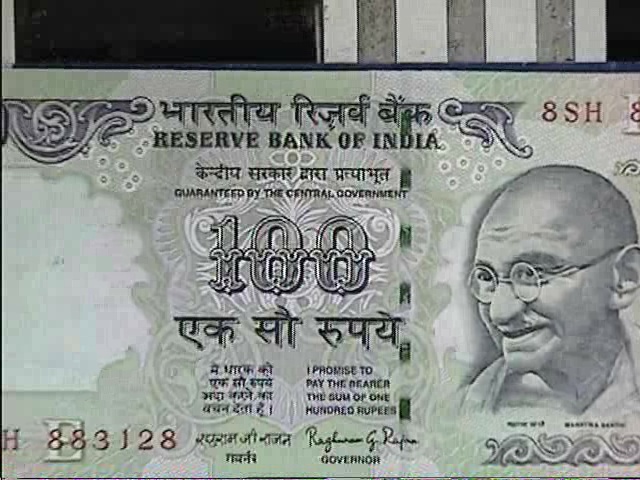 भारतीय रिज़र्व बैंक
8SH 8
RESERVE BANK OF INDIA
केन्दीय सरकार द्वारा प्रत्याभूत
GUARANTEED BY THE CENTRAL GOVERNMENT
100
एक सौ रुपये
मैं धारक को
एक सौ रुपये
अदा करने का
वचन देता हूँ ।
I PROMISE TO
PAY THE BEARER
THE SUM OF ONE
HUNDRED RUPEES
महात्मा गांधी MAHATMA GANDHI
H 883128
रघुराम जी राजन
Raghuram G. Rajan
गवर्नर
GOVERNOR